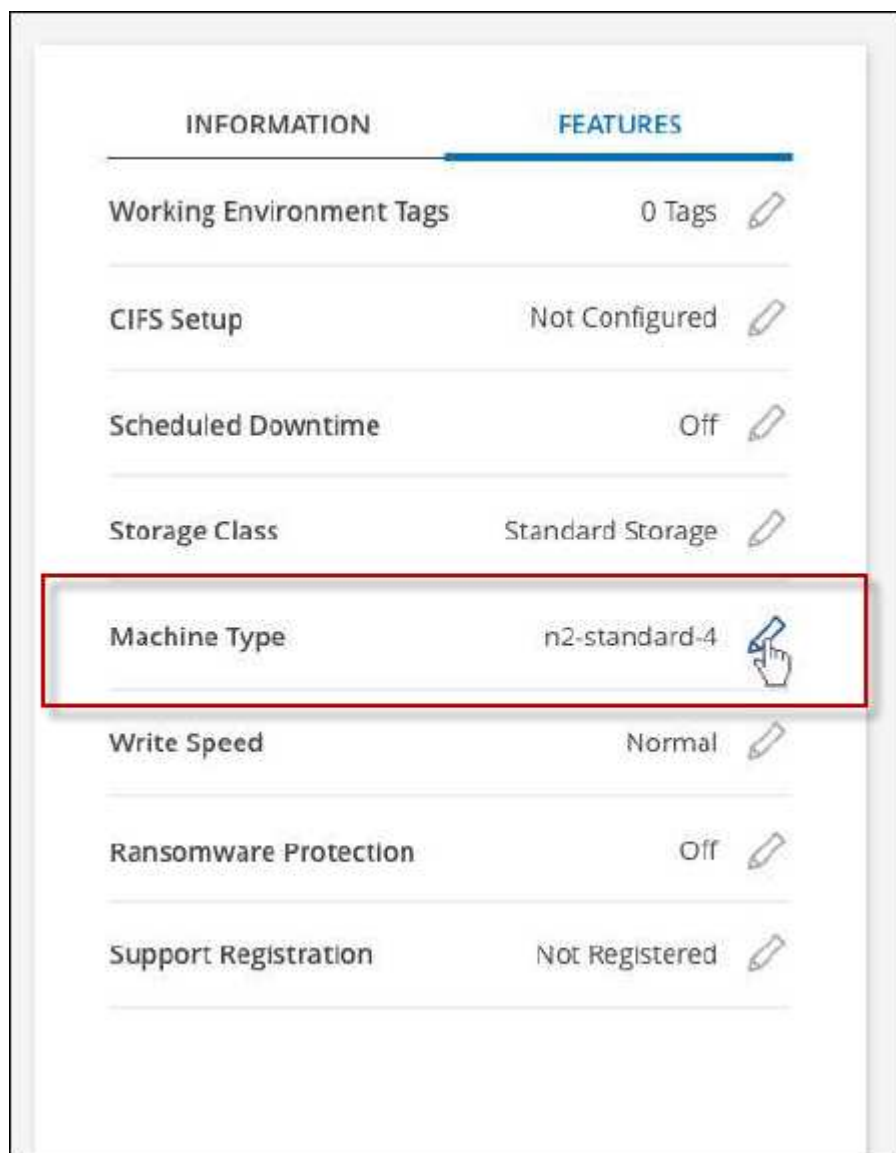 INFORMATION FEATURES
Working Environment Tags 0 Tags
CIFS Setup Not Configured
Scheduled Downtime Off
Storage Class Standard Storage
Machine Type n2-standard-4
Write Speed Normal
Ransomware Protection Off
Support Registration Not Registered